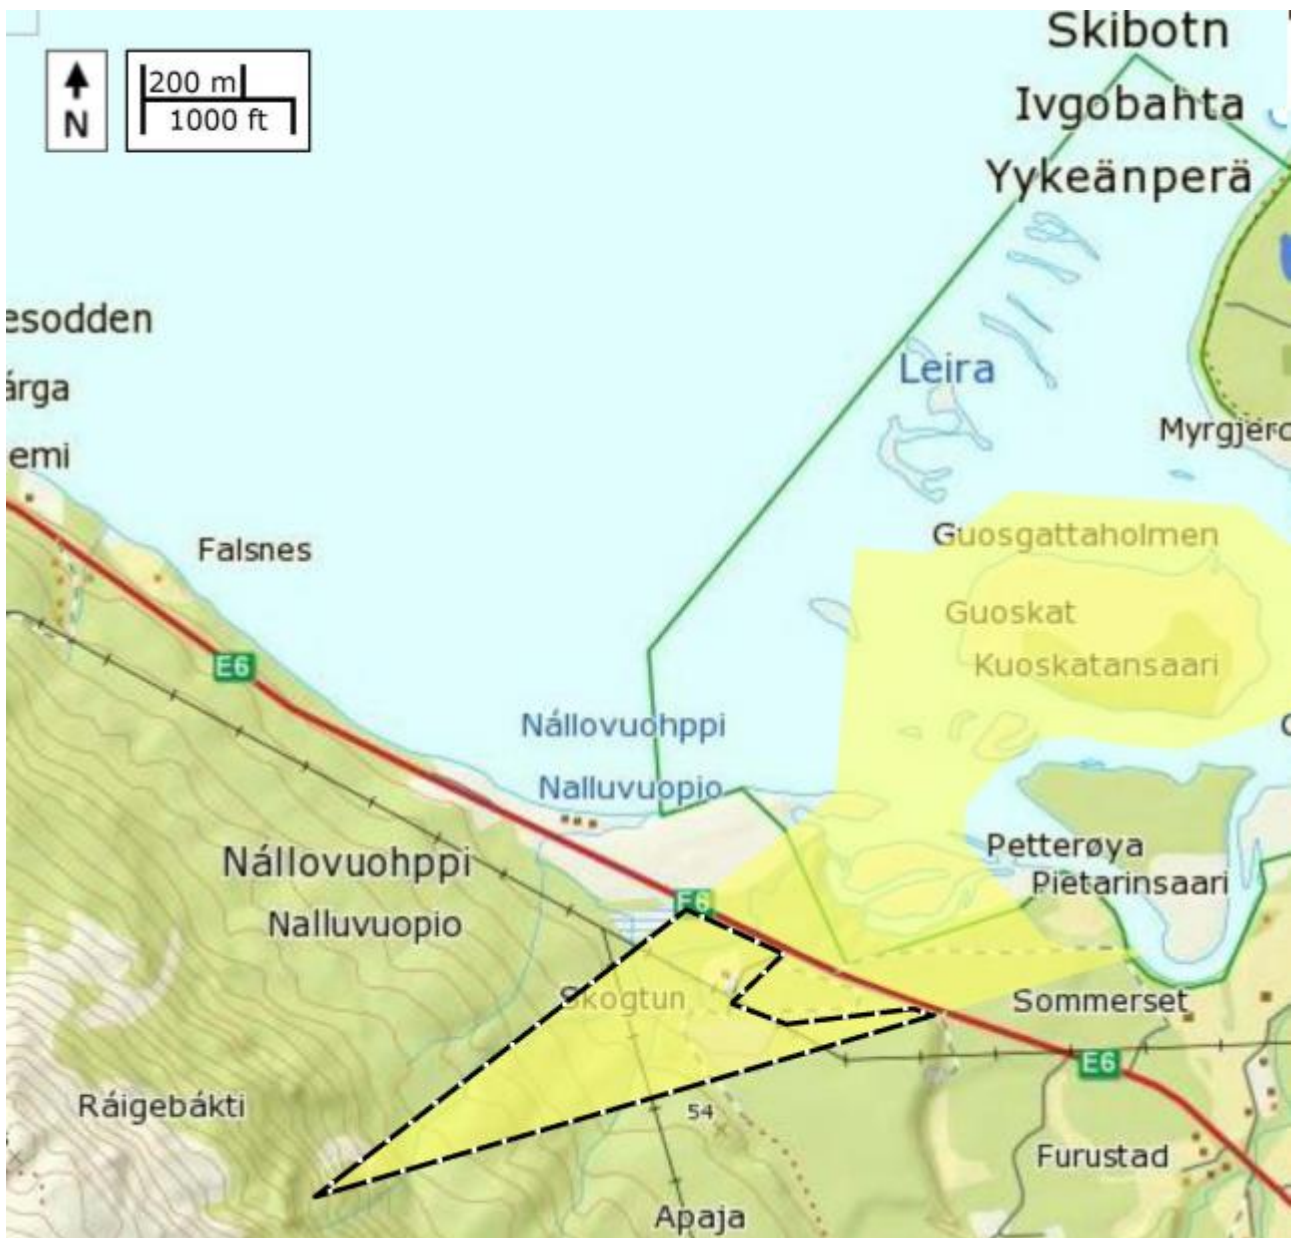 Skibotn
200 m
1000 ft
N
Ivgobahta
Yykeänperä
esodden
Leira
árga
Myrgjer
emi
Guosgattaholmen
Falsnes
Guoskat
E6
Kuoskatansaari
Nállovuohppi
Nalluvuopio
Petterøya
Nállovuohppi
Pietarinsaari
E6
Nalluvuopio
Skogtun
Sommerset
E6
Ráigebákti
54
Furustad
Apaja